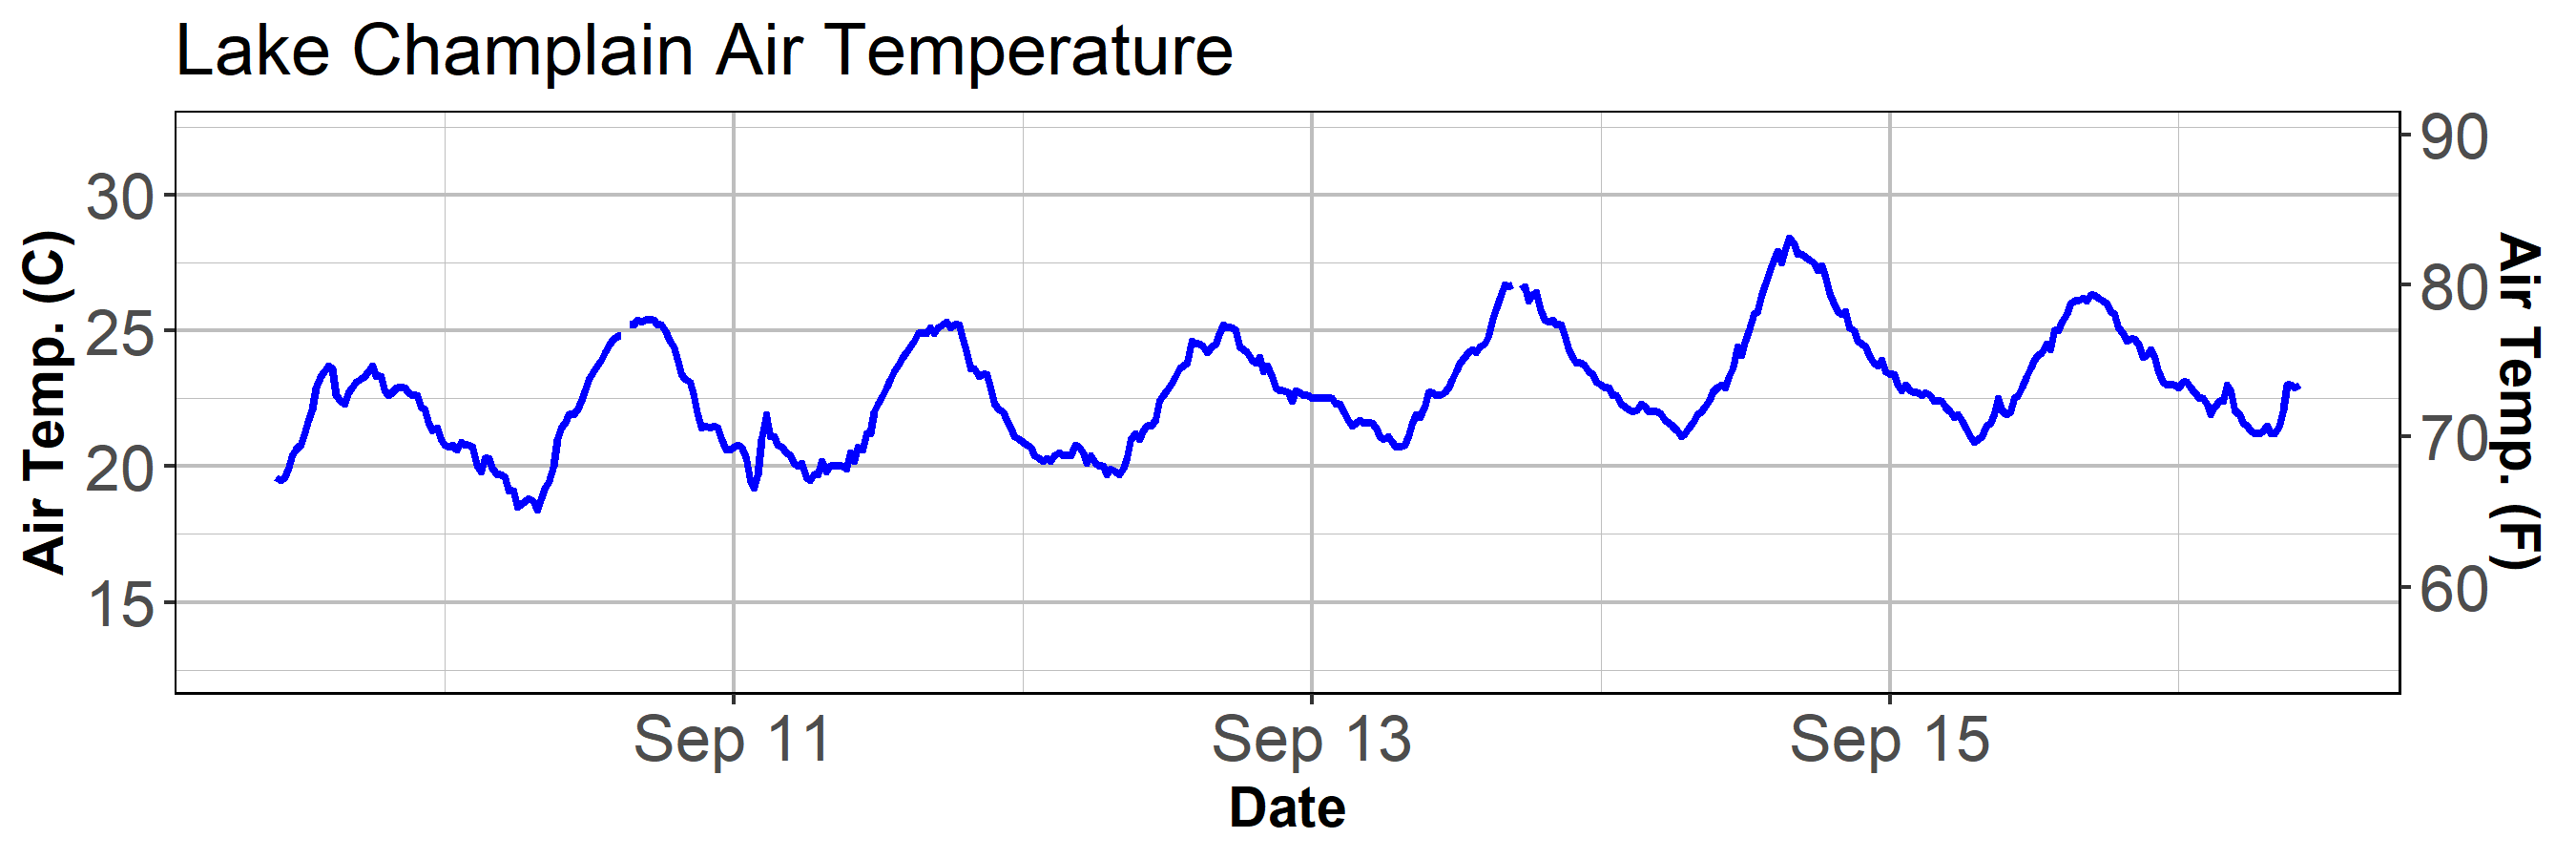 Lake Champlain Air Temperature
Air Temp. (C)
30
25
20
15
90
80
70
60
Air Temp. (F)
Sep 11
Sep 13
Sep 15
Date